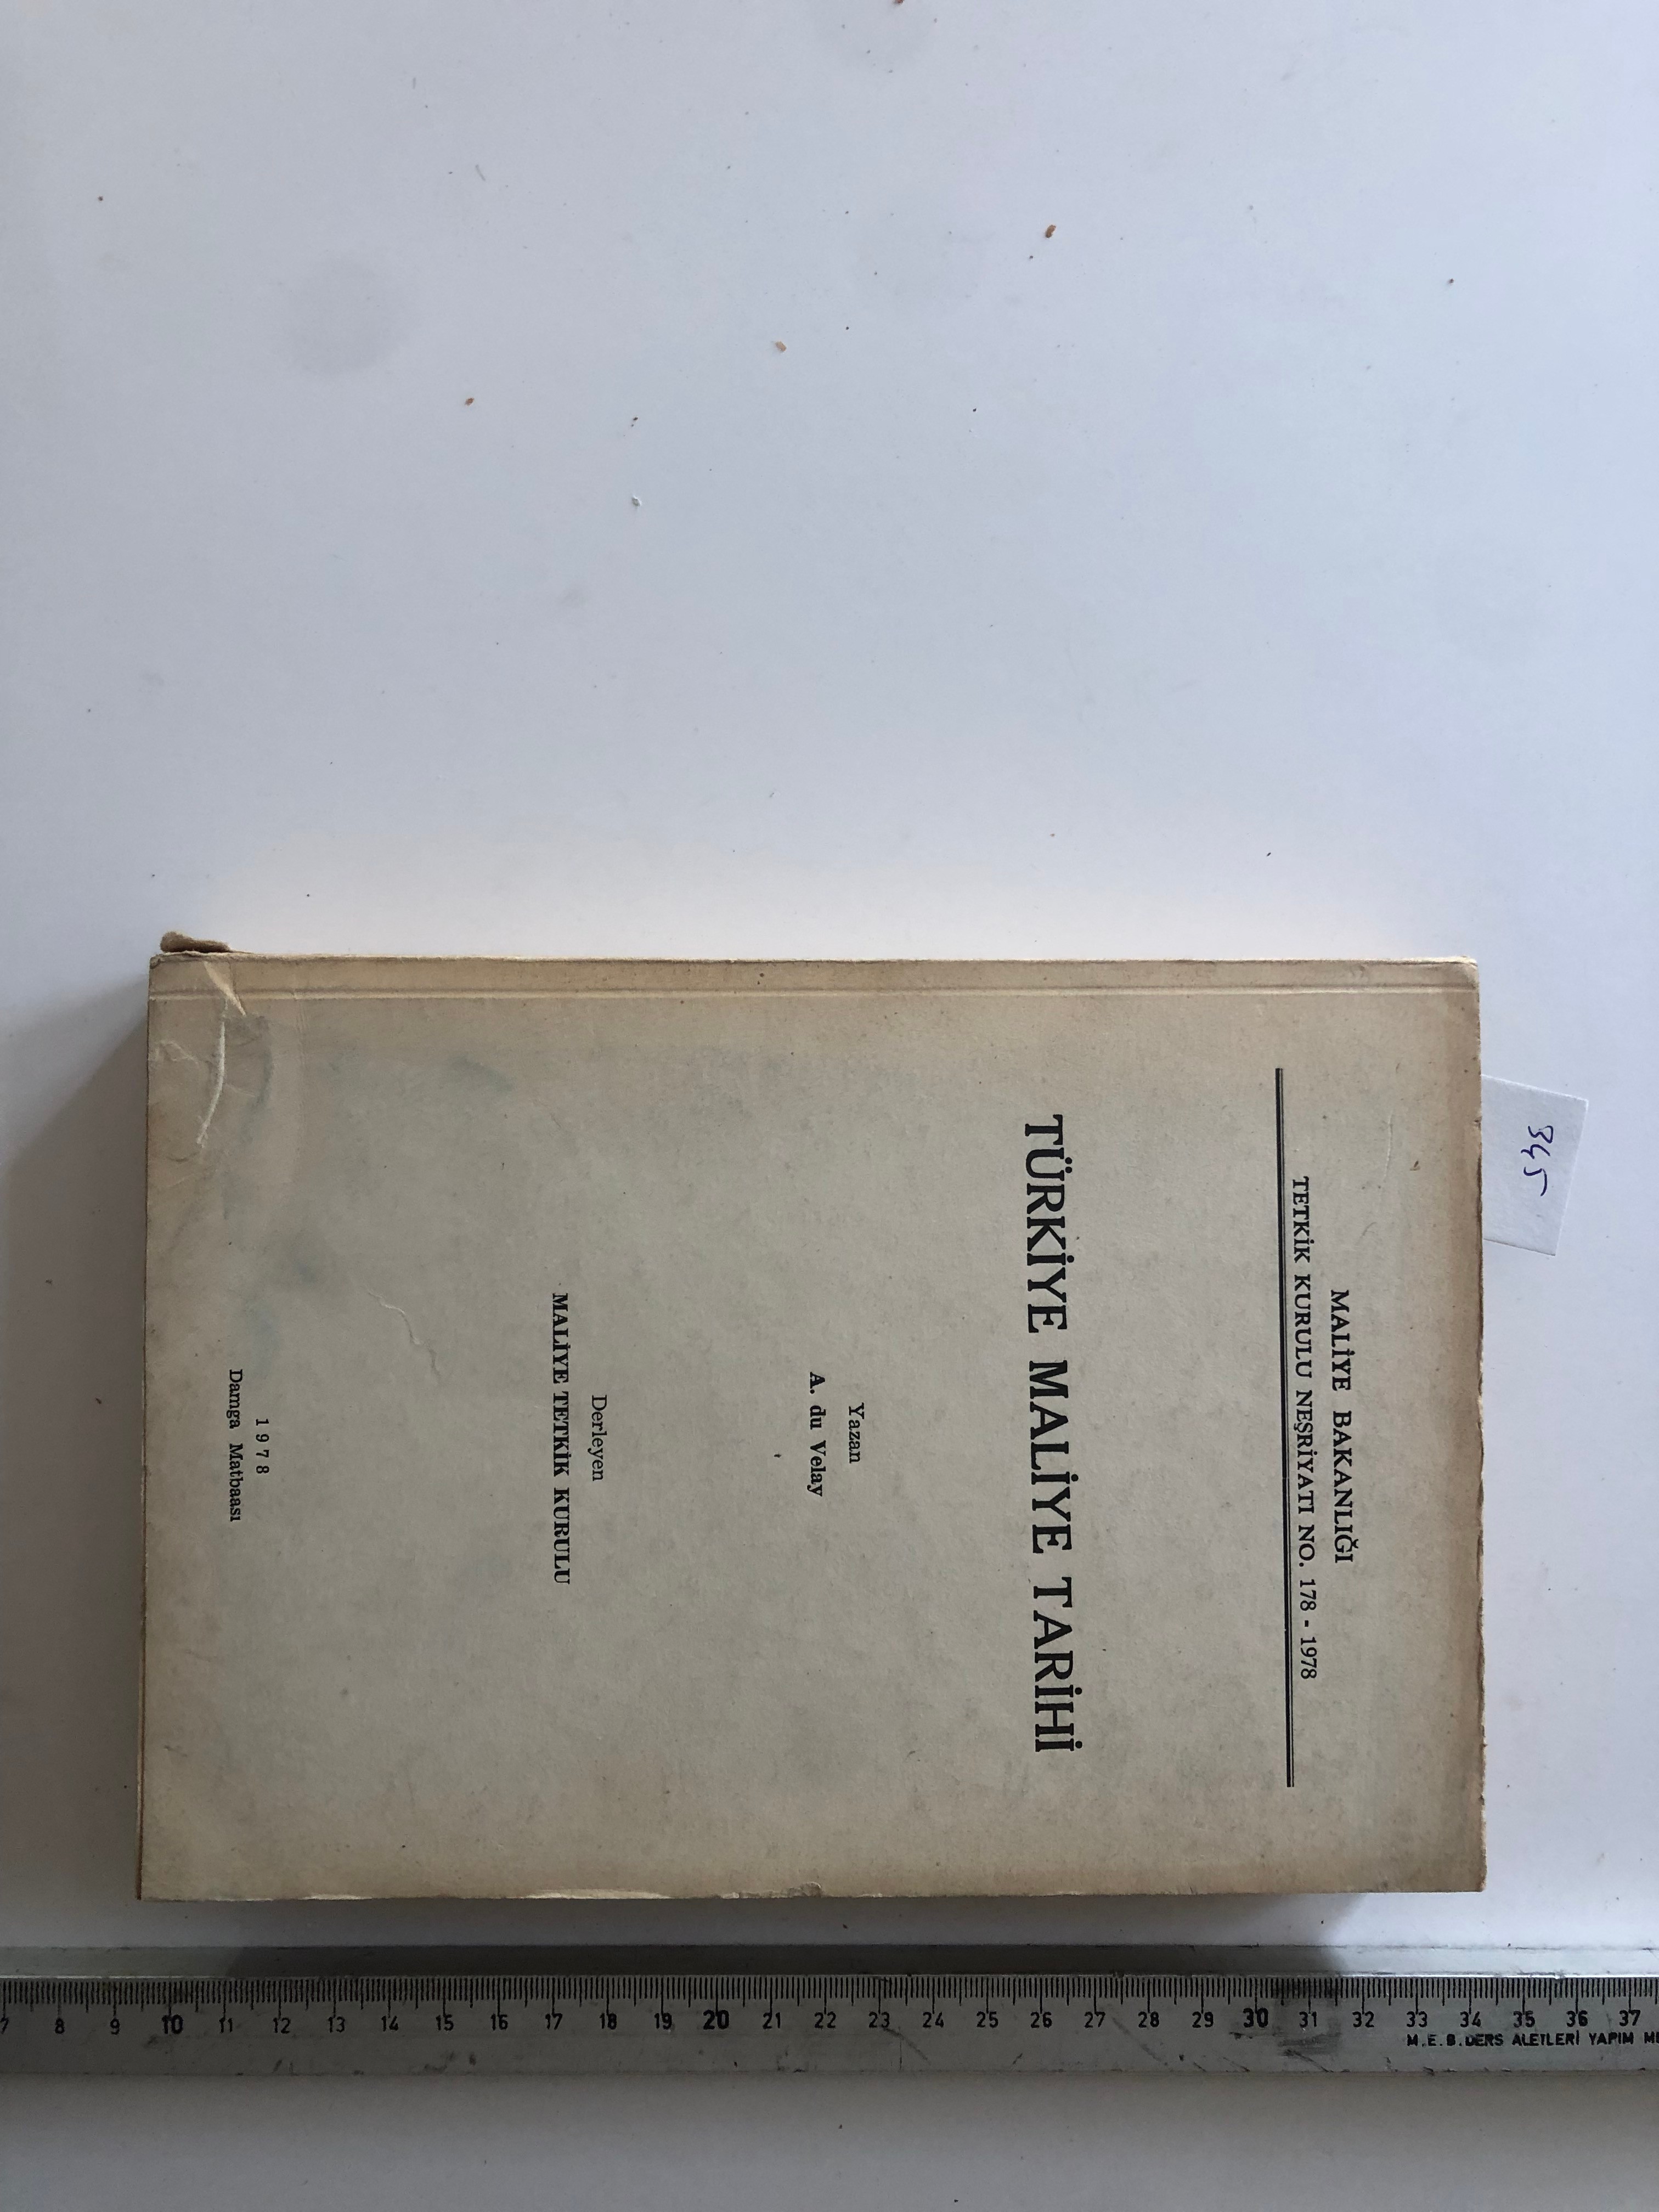 345
MALİYE BAKANLIĞI
TETKİK KURULU NEŞRİYATI NO. 178 - 1978
TÜRKİYE MALİYE TARİHİ
Yazan
A. du Velay
Derleyen
MALİYE TETKİK KURULU
1978
Damga Matbaası
7 8 9 10 11 12 13 14 15 16 17 18 19 20 21 22 23 24 25 26 27 28 29 30 31 32 33 34 35 36 37
M.E.B. DERS ALETLERİ YAPIM